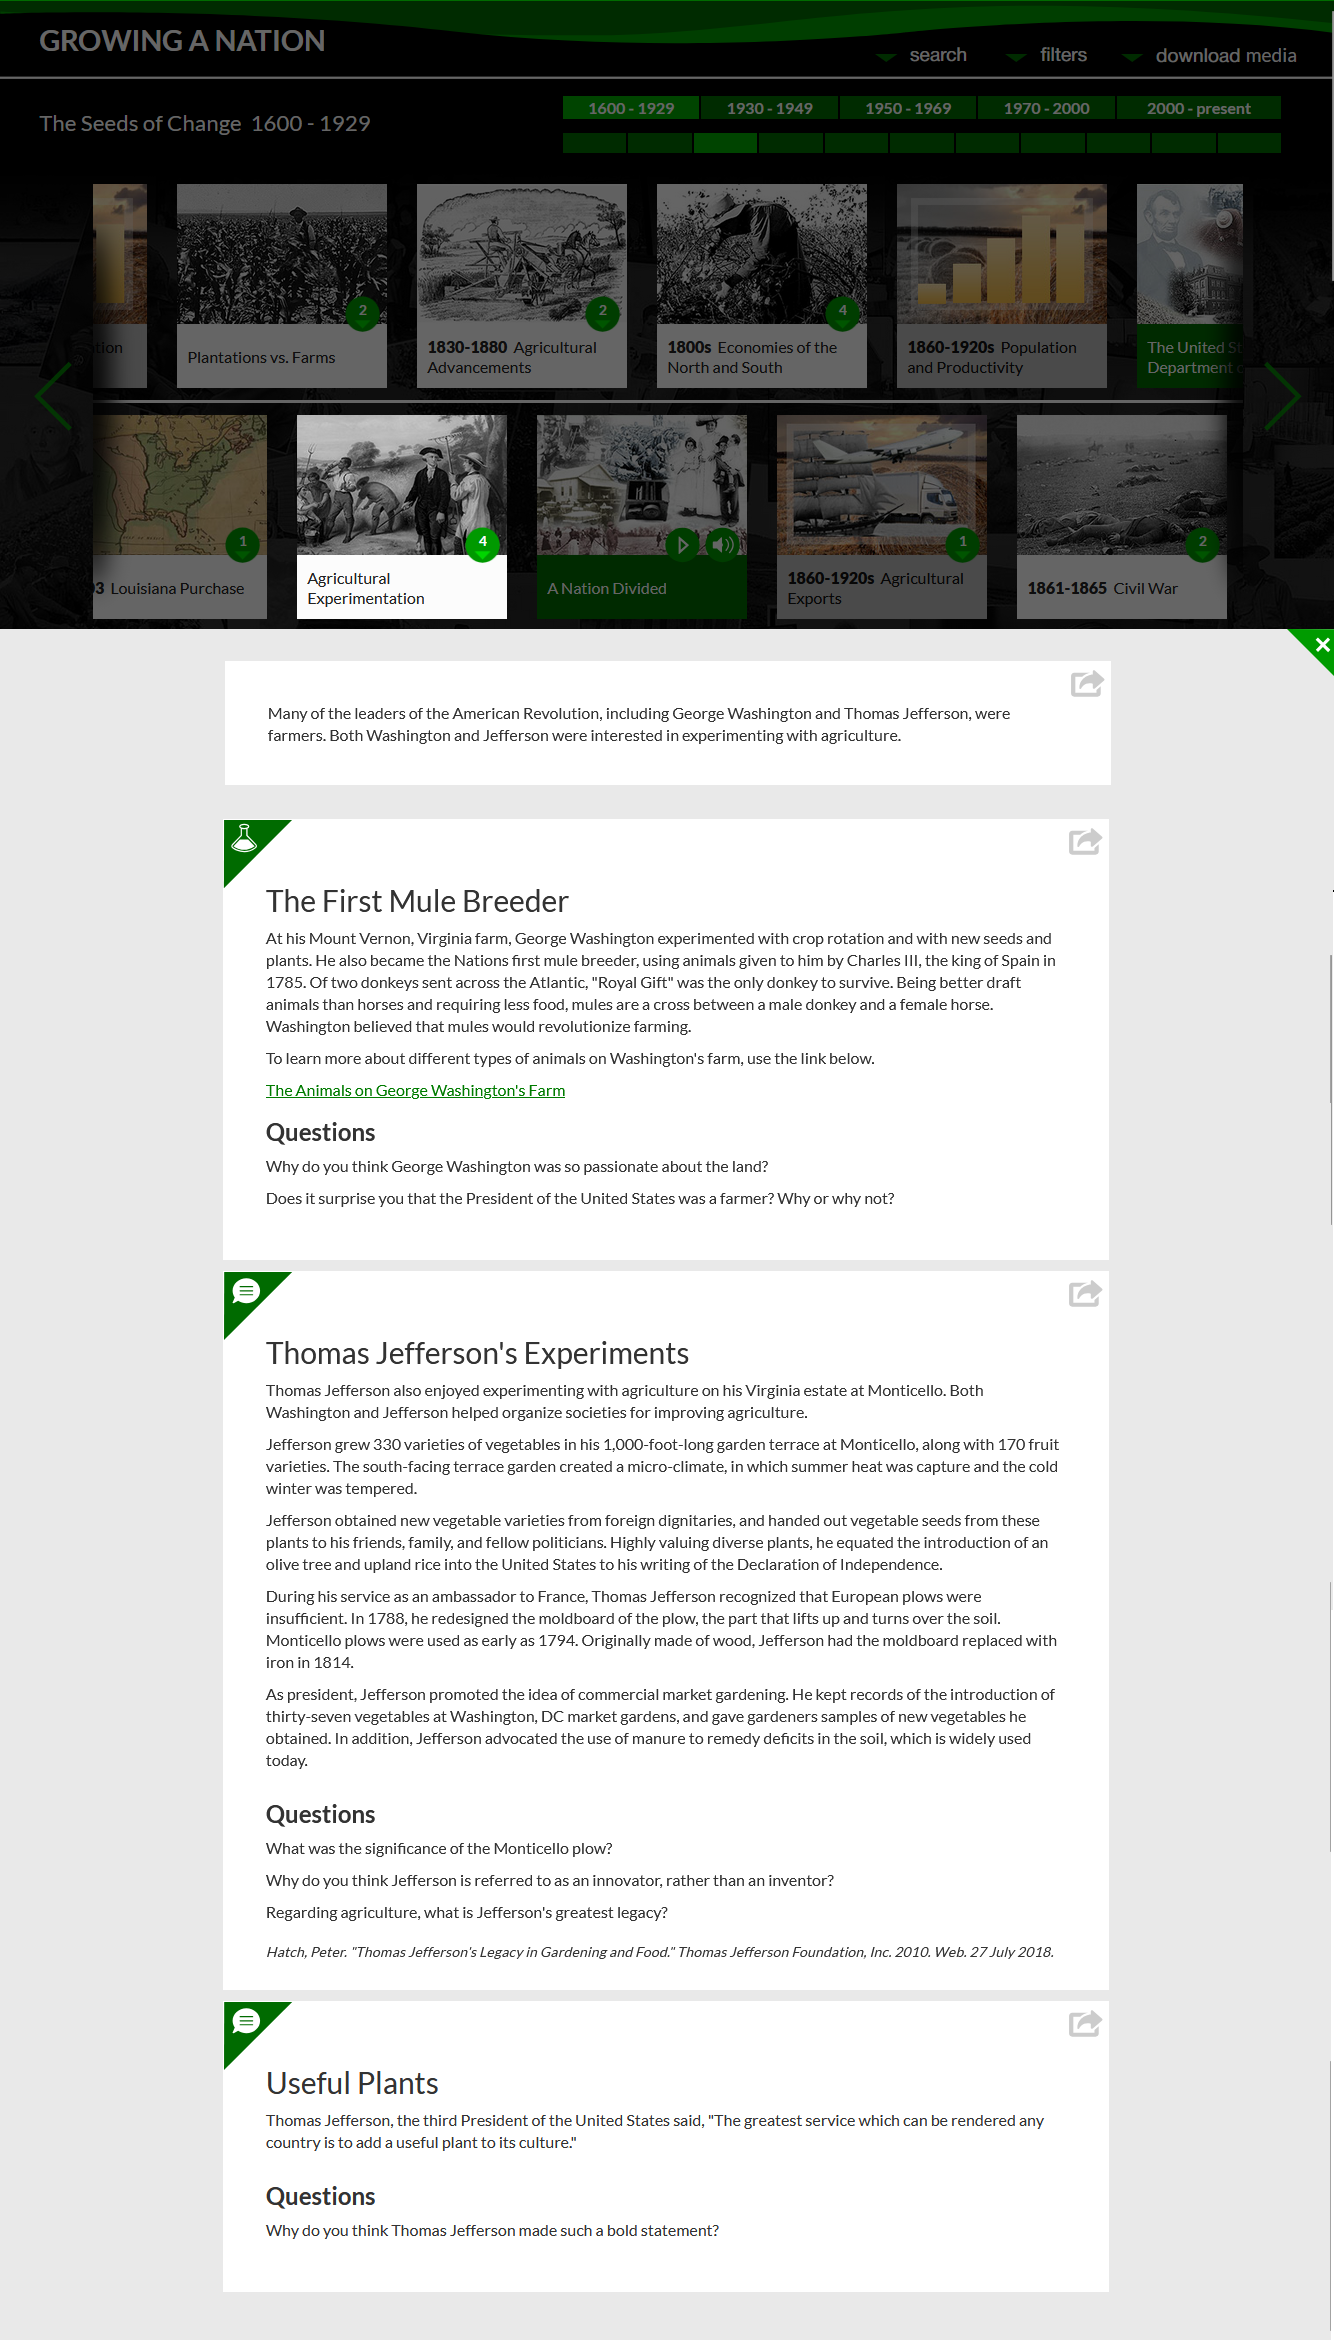 GROWING A NATION
search
filters
download media
The Seeds of Change 1600 - 1929
1600 - 1929
1930 - 1949
1950 - 1969
1970 - 2000
2000 - present
2
2
4
Plantations vs. Farms
1830-1880 Agricultural
Advancements
1800s Economies of the
North and South
1860-1920s Population
and Productivity
The United
Department
1
4
1
2
Louisiana Purchase
Agricultural
Experimentation
A Nation Divided
1860-1920s Agricultural
Exports
1861-1865 Civil War
Many of the leaders of the American Revolution, including George Washington and Thomas Jefferson, were
farmers. Both Washington and Jefferson were interested in experimenting with agriculture.
The First Mule Breeder
At his Mount Vernon, Virginia farm, George Washington experimented with crop rotation and with new seeds and
plants. He also became the Nations first mule breeder, using animals given to him by Charles III, the king of Spain in
1785. Of two donkeys sent across the Atlantic, "Royal Gift" was the only donkey to survive. Being better draft
animals than horses and requiring less food, mules are a cross between a male donkey and a female horse.
Washington believed that mules would revolutionize farming.
To learn more about different types of animals on Washington's farm, use the link below.
The Animals on George Washington's Farm
Questions
Why do you think George Washington was so passionate about the land?
Does it surprise you that the President of the United States was a farmer? Why or why not?
Thomas Jefferson's Experiments
Thomas Jefferson also enjoyed experimenting with agriculture on his Virginia estate at Monticello. Both
Washington and Jefferson helped organize societies for improving agriculture.
Jefferson grew 330 varieties of vegetables in his 1,000-foot-long garden terrace at Monticello, along with 170 fruit
varieties. The south-facing terrace garden created a micro-climate, in which summer heat was capture and the cold
winter was tempered.
Jefferson obtained new vegetable varieties from foreign dignitaries, and handed out vegetable seeds from these
plants to his friends, family, and fellow politicians. Highly valuing diverse plants, he equated the introduction of an
olive tree and upland rice into the United States to his writing of the Declaration of Independence.
During his service as an ambassador to France, Thomas Jefferson recognized that European plows were
insufficient. In 1788, he redesigned the moldboard of the plow, the part that lifts up and turns over the soil.
Monticello plows were used as early as 1794. Originally made of wood, Jefferson had the moldboard replaced with
iron in 1814.
As president, Jefferson promoted the idea of commercial market gardening. He kept records of the introduction of
thirty-seven vegetables at Washington, DC market gardens, and gave gardeners samples of new vegetables he
obtained. In addition, Jefferson advocated the use of manure to remedy deficits in the soil, which is widely used
today.
Questions
What was the significance of the Monticello plow?
Why do you think Jefferson is referred to as an innovator, rather than an inventor?
Regarding agriculture, what is Jefferson's greatest legacy?
Hatch, Peter. "Thomas Jefferson's Legacy in Gardening and Food." Thomas Jefferson Foundation, Inc. 2010. Web. 27 July 2018.
Useful Plants
Thomas Jefferson, the third President of the United States said, "The greatest service which can be rendered any
country is to add a useful plant to its culture."
Questions
Why do you think Thomas Jefferson made such a bold statement?